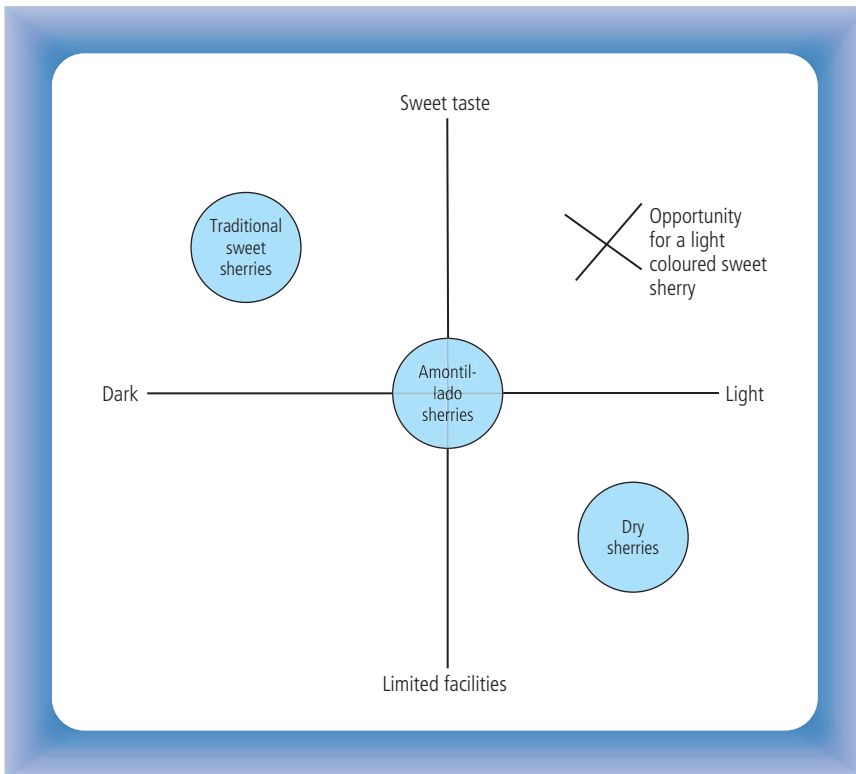 Sweet taste
Traditional
sweet
sherries
Opportunity
for a light
coloured sweet
sherry
Dark
Amontil-
lado
sherries
Light
Dry
sherries
Limited facilities